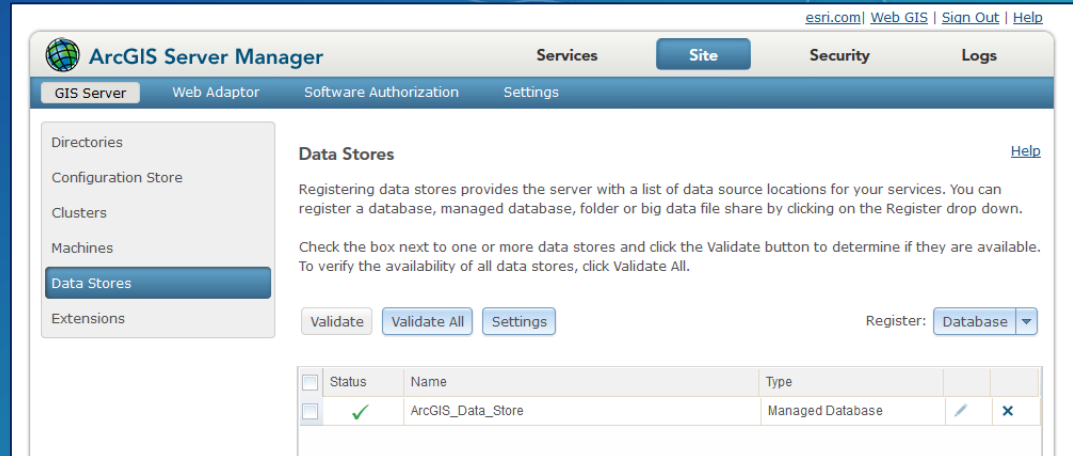 esri.com| Web GIS | Sign Out | Help
ArcGIS Server Manager Services Site Security Logs
GIS Server Web Adaptor Software Authorization Settings
Directories
Configuration Store
Clusters
Machines
Data Stores
Extensions
Data Stores Help
Registering data stores provides the server with a list of data source locations for your services. You can
register a database, managed database, folder or big data file share by clicking on the Register drop down.
Check the box next to one or more data stores and click the Validate button to determine if they are available.
To verify the availability of all data stores, click Validate All.
Validate Validate All Settings Register: Database
Status Name Type
ArcGIS_Data_Store Managed Database